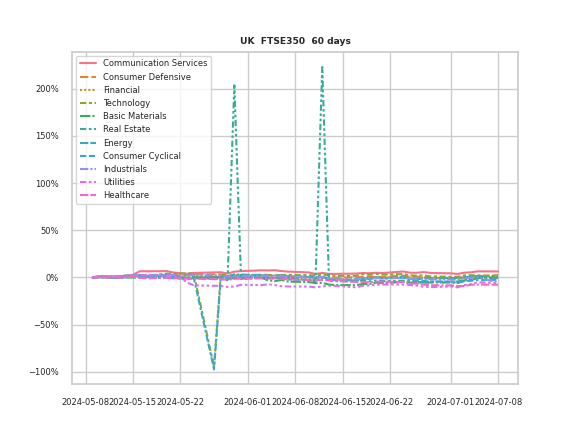 UK FTSE350 60 days
Communication Services
Consumer Defensive
Financial
Technology
Basic Materials
Real Estate
Energy
Consumer Cyclical
Industrials
Utilities
Healthcare
200%
150%
100%
50%
0%
−50%
−100%
2024-05-08 2024-05-15 2024-05-22 2024-06-01 2024-06-08 2024-06-15 2024-06-22 2024-07-01 2024-07-08